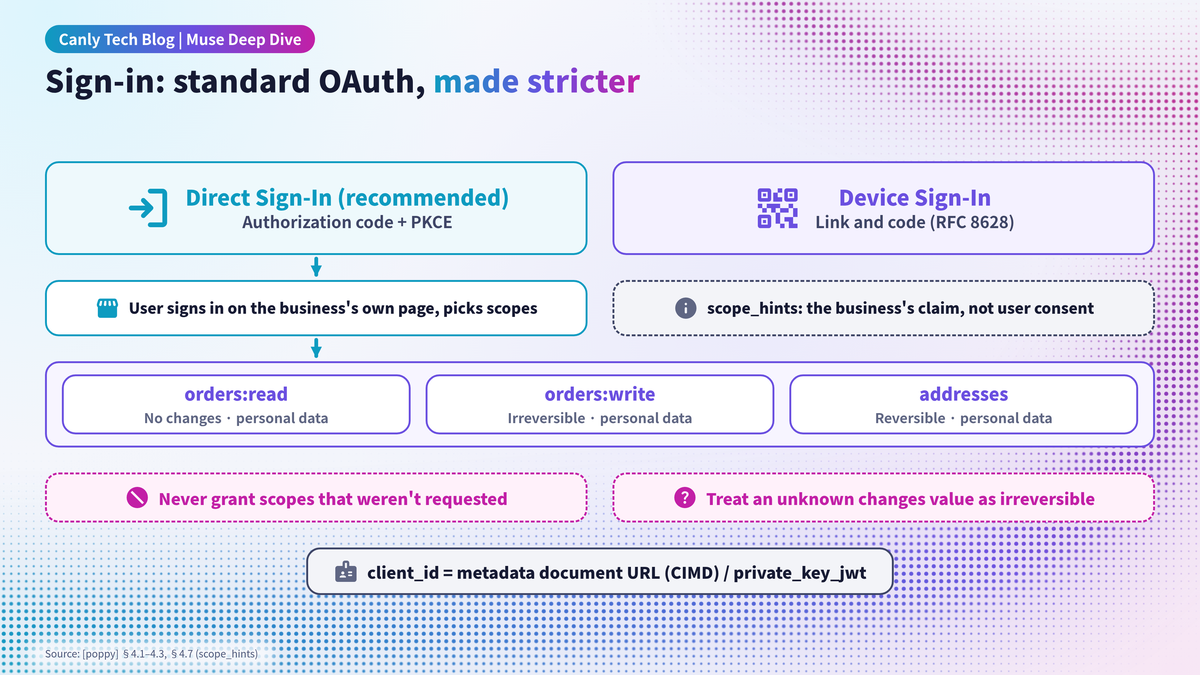 Canly Tech Blog | Muse Deep Dive
Sign-in: standard OAuth, made stricter
Direct Sign-In (recommended)
Authorization code + PKCE
Device Sign-In
Link and code (RFC 8628)
User signs in on the business's own page, picks scopes
scope_hints: the business's claim, not user consent
orders:read
No changes · personal data
orders:write
Irreversible · personal data
addresses
Reversible · personal data
Never grant scopes that weren't requested
Treat an unknown changes value as irreversible
client_id = metadata document URL (CIMD) / private_key_jwt
Source: [poppy] §4.1–4.3, §4.7 (scope_hints)